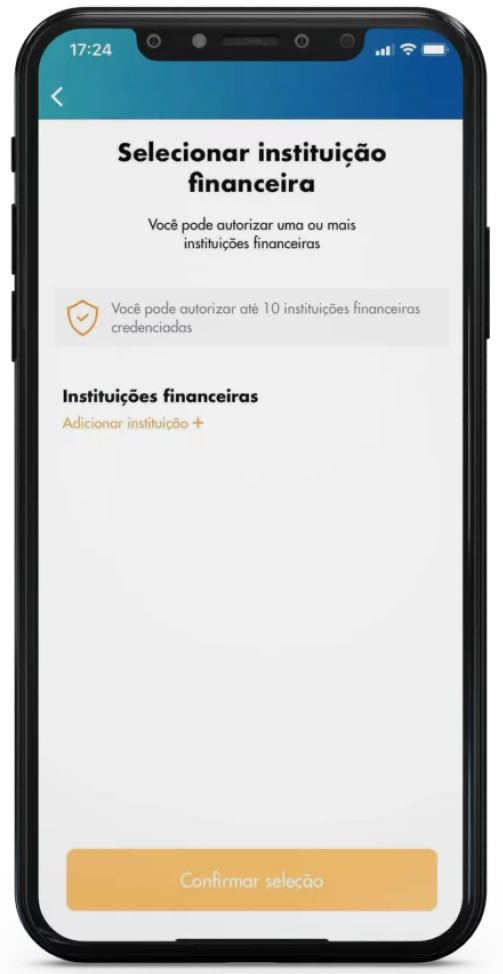 17:24
Selecionar instituição
financeira
Você pode autorizar uma ou mais
instituições financeiras
Você pode autorizar até 10 instituições financeiras
credenciadas
Instituições financeiras
Adicionar instituição +
Confirmar seleção